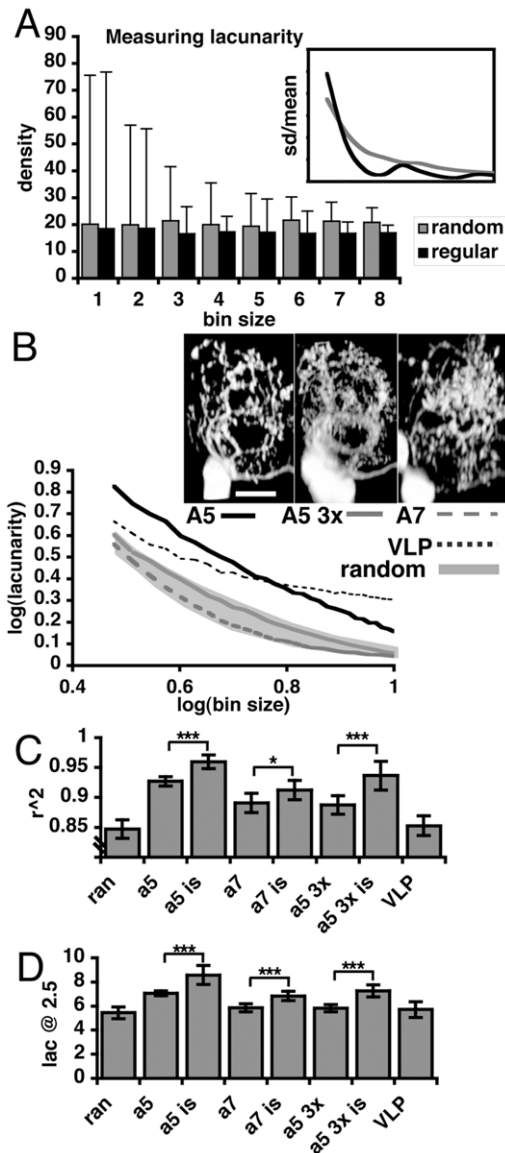 A
Measuring lacunarity
90
80
70
60
50
40
30
20
10
0
density
1 2 3 4 5 6 7 8
bin size
sd/mean
random
regular
B
A5 A5 3x A7
VLP
random
0.9
0.8
0.7
0.6
0.5
0.4
0.3
0.2
0.1
0
log(lacunarity)
0.4 0.6 0.8 1
log(bin size)
C
1
0.95
0.9
0.85
r^2
*** * ***
ran a5 a5 is a7 a7 is a5 3x a5 3x is VLP
D
10
8
6
4
2
0
lac @ 2.5
*** *** ***
ran a5 a5 is a7 a7 is a5 3x a5 3x is VLP